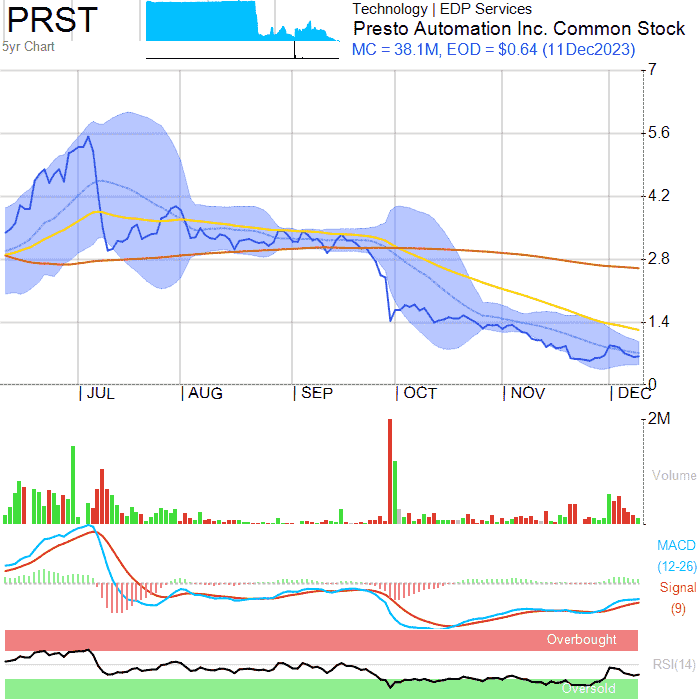 PRST
5yr Chart
Technology | EDP Services
Presto Automation Inc. Common Stock
MC = 38.1M, EOD = $0.64 (11Dec2023)
7
5.6
4.2
2.8
1.4
0
JUL AUG SEP OCT NOV DEC
2M
Volume
MACD
(12-26)
Signal
(9)
Overbought
RSI(14)
Oversold